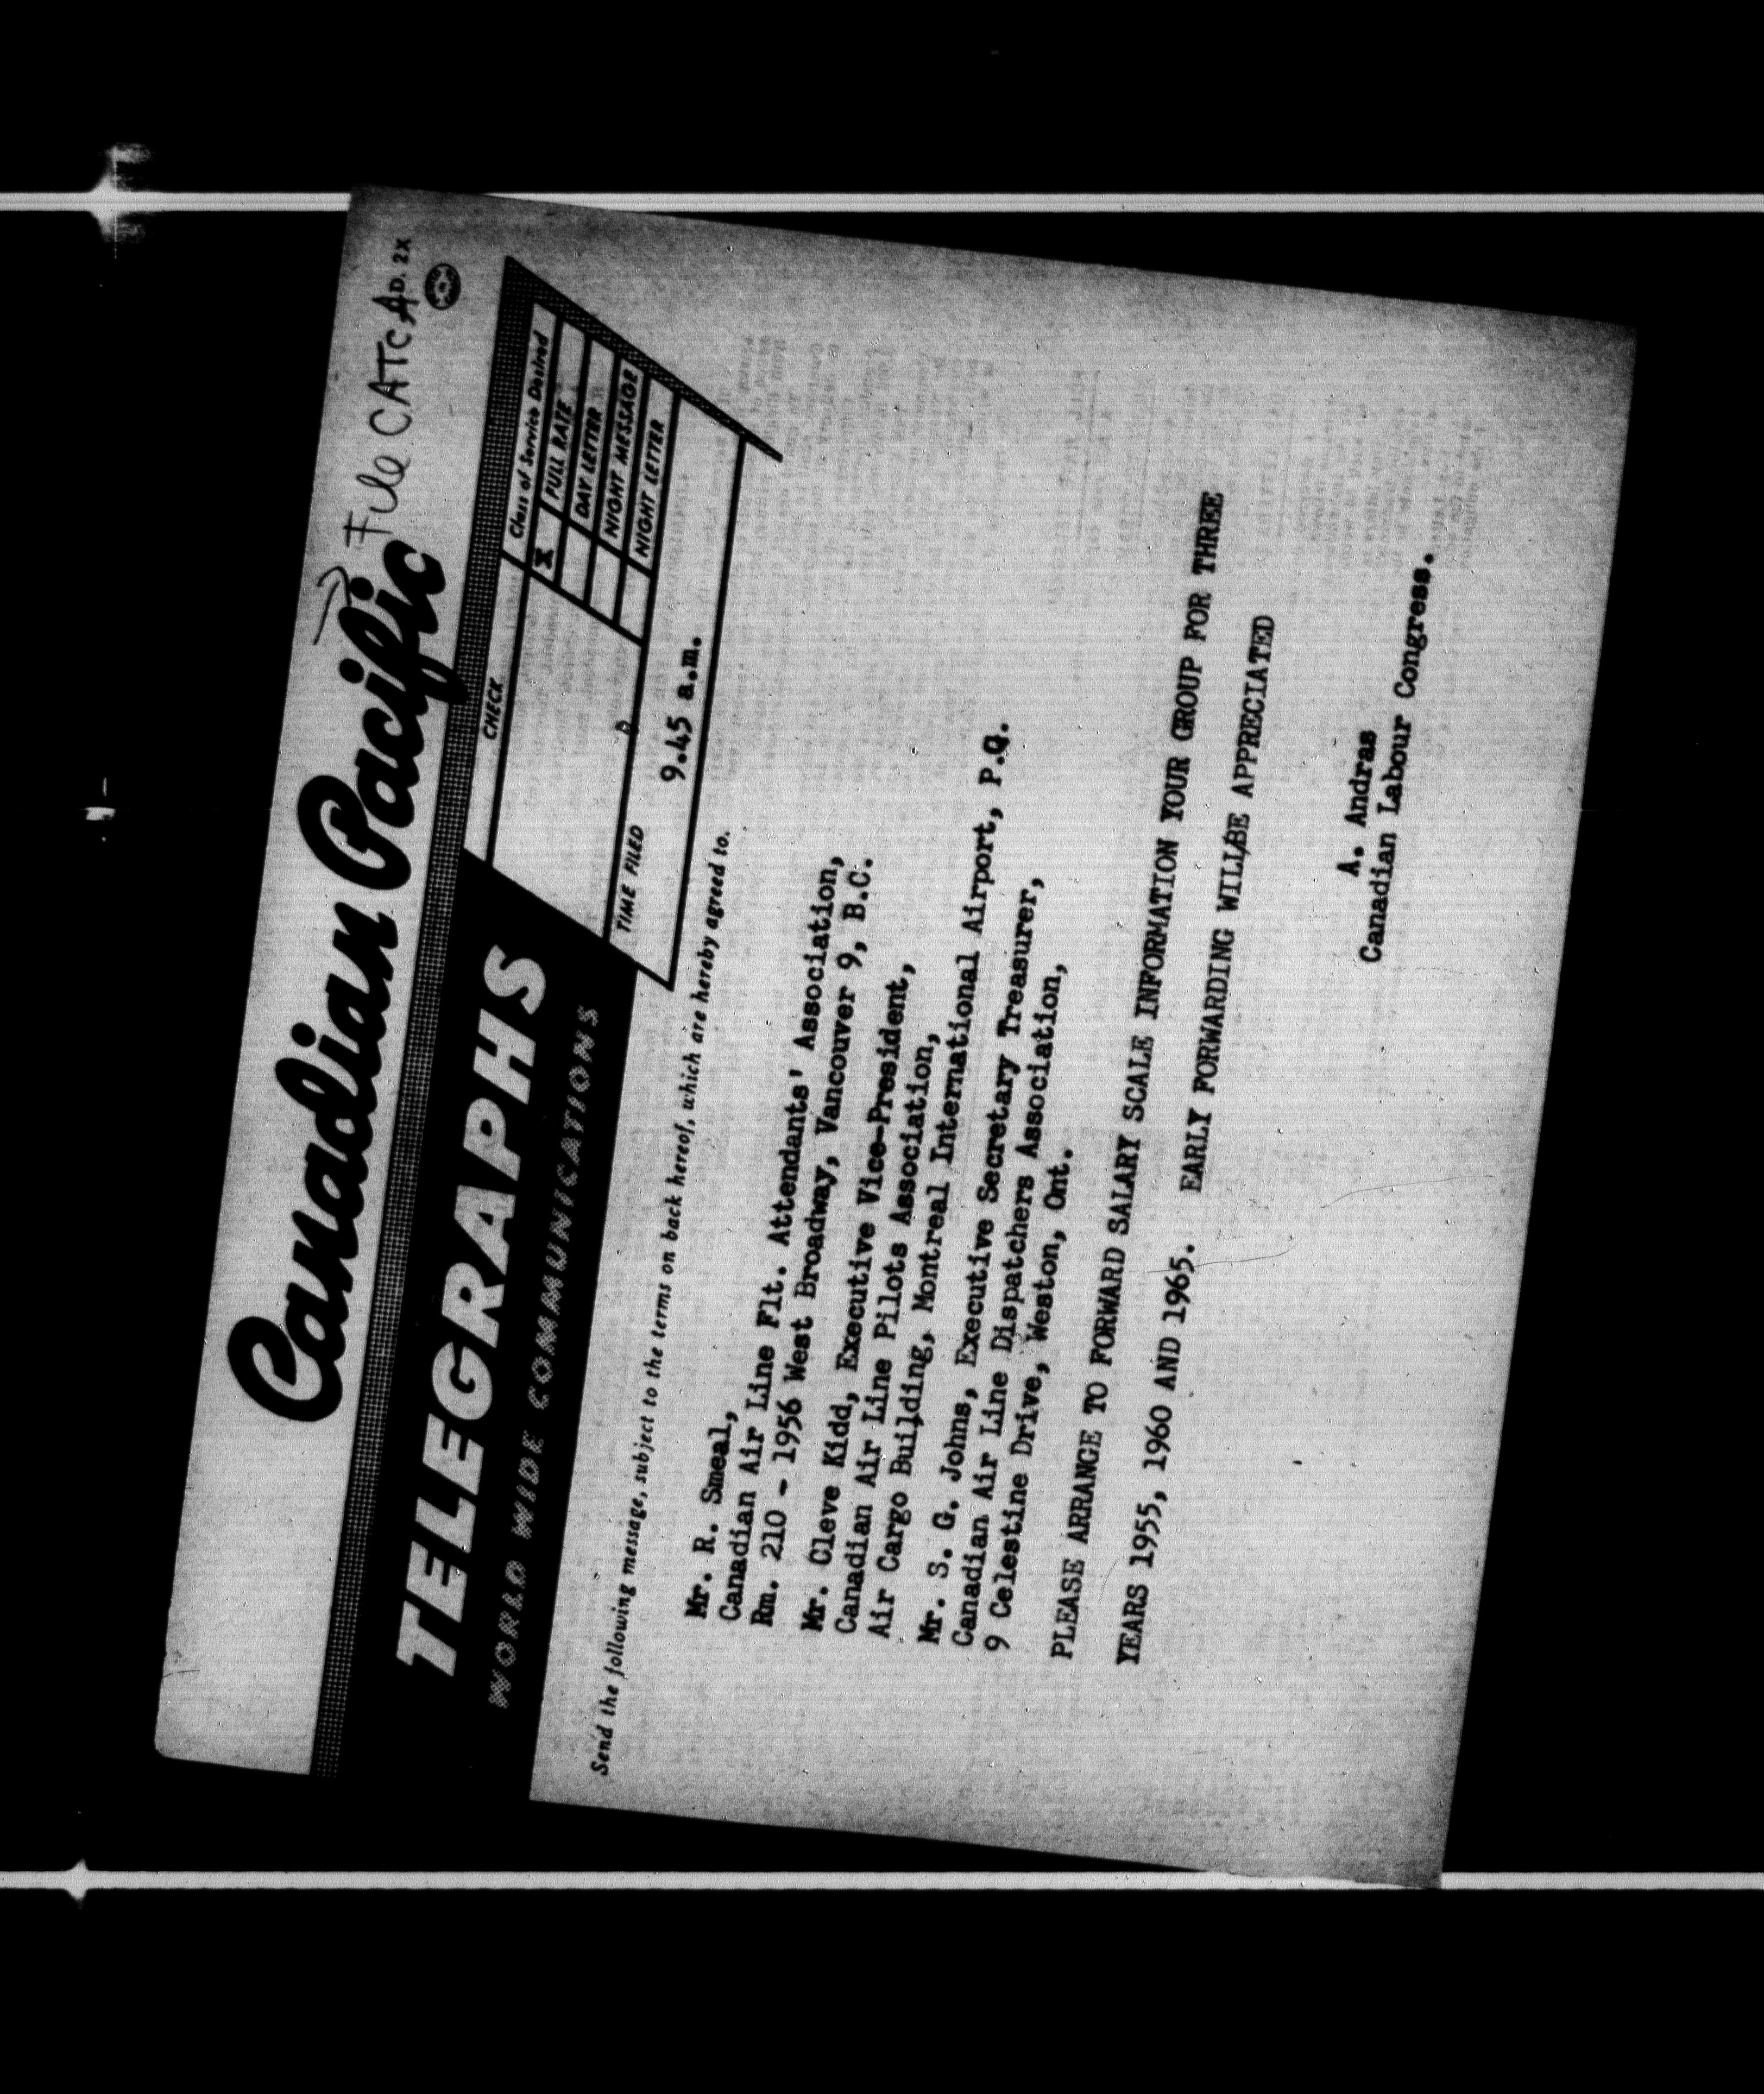 File CATCA
D. 2X
Canadian Pacific
TELEGRAPHS
WORLD WIDE COMMUNICATIONS
CHECK
Class of Service Desired
X FULL RATE
DAY LETTER
NIGHT MESSAGE
NIGHT LETTER
TIME FILED
9.45 a.m.
Send the following message, subject to the terms on back hereof, which are hereby agreed to.
Mr. R. Smeal,
Canadian Air Line Flt. Attendants' Association,
Rm. 210 - 1956 West Broadway, Vancouver 9, B.C.
Mr. Cleve Kidd, Executive Vice-President,
Canadian Air Line Pilots Association,
Air Cargo Building, Montreal International Airport, P.Q.
Mr. S. G. Johns, Executive Secretary Treasurer,
Canadian Air Line Dispatchers Association,
9 Celestine Drive, Weston, Ont.
PLEASE ARRANGE TO FORWARD SALARY SCALE INFORMATION YOUR GROUP FOR THREE
YEARS 1955, 1960 AND 1965. EARLY FORWARDING WILL/BE APPRECIATED
A. Andras
Canadian Labour Congress.